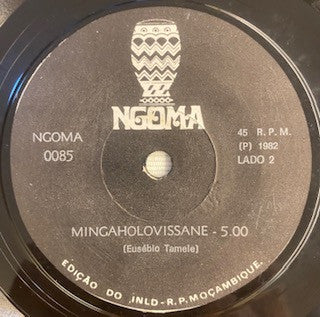 NGOMA
NGOMA
0085
45 R.P.M.
(P) 1982
LADO 2
MINGAHOLOVISSANE - 5.00
(Eusébio Tamele)
EDIÇÃO DO INLD - R.P. MOÇAMBIQUE.